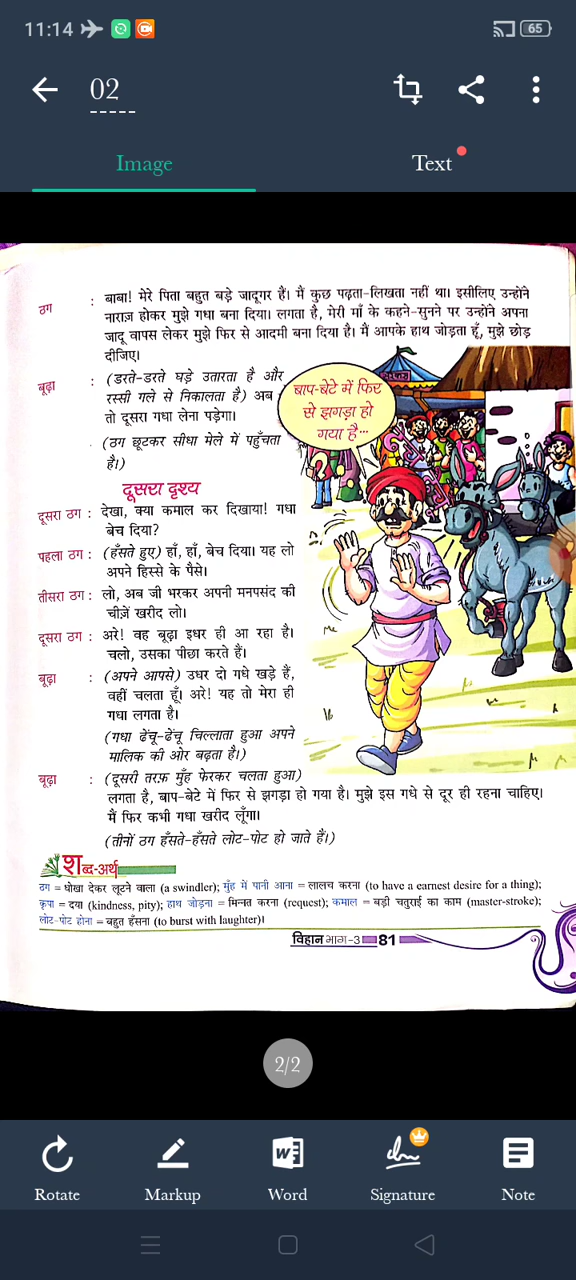 11:14
65
02
Image
Text
ठग : बाबा! मेरे पिता बहुत बड़े जादूगर हैं। मैं कुछ पढ़ता-लिखता नहीं था। इसीलिए उन्होंने
नाराज़ होकर मुझे गधा बना दिया। लगता है, मेरी माँ के कहने-सुनने पर उन्होंने अपना
जादू वापस लेकर मुझे फिर से आदमी बना दिया है। मैं आपके हाथ जोड़ता हूँ, मुझे छोड़
दीजिए।
बूढ़ा : (डरते-डरते घड़े उतारता है और
रस्सी गले से निकालता है) अब
तो दूसरा गधा लेना पड़ेगा।
(ठग छूटकर सीधा मेले में पहुँचता
है।)
बाप-बेटे में फिर
से झगड़ा हो
गया है...
दूसरा दृश्य
दूसरा ठग : देखा, क्या कमाल कर दिखाया! गधा
बेच दिया?
पहला ठग : (हँसते हुए) हाँ, हाँ, बेच दिया। यह लो
अपने हिस्से के पैसे।
तीसरा ठग : लो, अब जी भरकर अपनी मनपसंद की
चीज़ें खरीद लो।
दूसरा ठग : अरे! वह बूढ़ा इधर ही आ रहा है।
चलो, उसका पीछा करते हैं।
बूढ़ा : (अपने आपसे) उधर दो गधे खड़े हैं,
वहीं चलता हूँ। अरे! यह तो मेरा ही
गधा लगता है।
(गधा ढेंचू-ढेंचू चिल्लाता हुआ अपने
मालिक की ओर बढ़ता है।)
बूढ़ा : (दूसरी तरफ़ मुँह फेरकर चलता हुआ)
लगता है, बाप-बेटे में फिर से झगड़ा हो गया है। मुझे इस गधे से दूर ही रहना चाहिए।
मैं फिर कभी गधा खरीद लूँगा।
(तीनों ठग हँसते-हँसते लोट-पोट हो जाते हैं।)
शब्द-अर्थ
ठग = धोखा देकर लूटने वाला (a swindler); मुँह में पानी आना = लालच करना (to have a earnest desire for a thing);
कृपा = दया (kindness, pity); हाथ जोड़ना = मिन्नत करना (request); कमाल = बड़ी चतुराई का काम (master-stroke);
लोट-पोट होना = बहुत हँसना (to burst with laughter)।
विहान भाग-3 81
2/2
Rotate
Markup
Word
Signature
Note